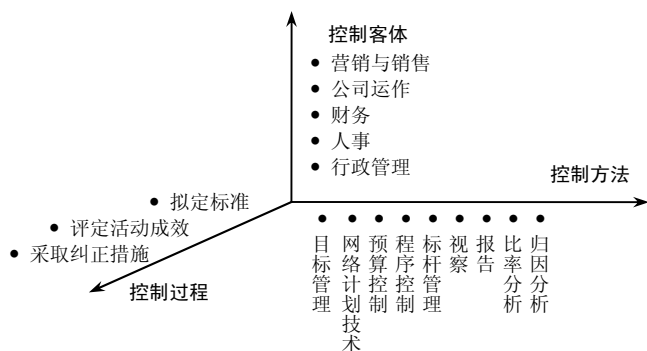 控制客体
● 营销与销售
● 公司运作
● 财务
● 人事
● 行政管理
控制方法
● 拟定标准
● 评定活动成效
● 采取纠正措施
控制过程
● 目标管理
● 网络计划技术
● 预算控制
● 程序控制
● 标杆管理
● 视察
● 报告
● 比率分析
● 归因分析